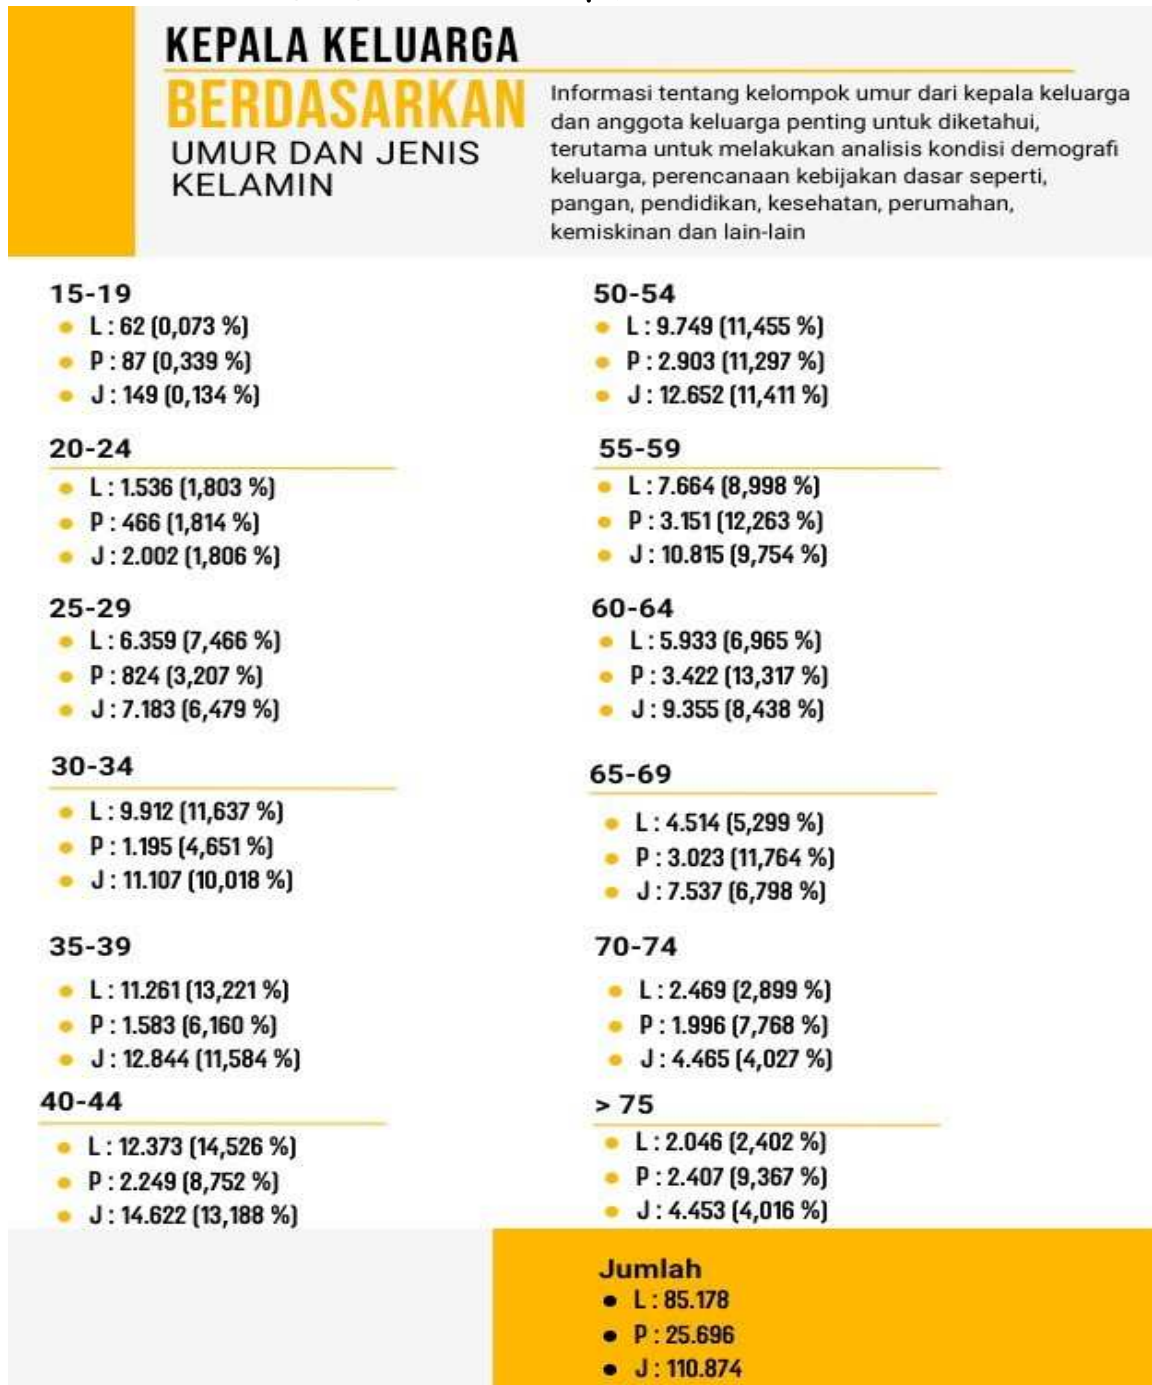 KEPALA KELUARGA
BERDASARKAN
UMUR DAN JENIS
KELAMIN
Informasi tentang kelompok umur dari kepala keluarga
dan anggota keluarga penting untuk diketahui,
terutama untuk melakukan analisis kondisi demografi
keluarga, perencanaan kebijakan dasar seperti,
pangan, pendidikan, kesehatan, perumahan,
kemiskinan dan lain-lain
15-19
L : 62 (0,073 %)
P : 87 (0,339 %)
J : 149 (0,134 %)
20-24
L : 1.536 (1,803 %)
P : 466 (1,814 %)
J : 2.002 (1,806 %)
25-29
L : 6.359 (7,466 %)
P : 824 (3,207 %)
J : 7.183 (6,479 %)
30-34
L : 9.912 (11,637 %)
P : 1.195 (4,651 %)
J : 11.107 (10,018 %)
35-39
L : 11.261 (13,221 %)
P : 1.583 (6,160 %)
J : 12.844 (11,584 %)
40-44
L : 12.373 (14,526 %)
P : 2.249 (8,752 %)
J : 14.622 (13,188 %)
50-54
L : 9.749 (11,455 %)
P : 2.903 (11,297 %)
J : 12.652 (11,411 %)
55-59
L : 7.664 (8,998 %)
P : 3.151 (12,263 %)
J : 10.815 (9,754 %)
60-64
L : 5.933 (6,965 %)
P : 3.422 (13,317 %)
J : 9.355 (8,438 %)
65-69
L : 4.514 (5,299 %)
P : 3.023 (11,764 %)
J : 7.537 (6,798 %)
70-74
L : 2.469 (2,899 %)
P : 1.996 (7,768 %)
J : 4.465 (4,027 %)
> 75
L : 2.046 (2,402 %)
P : 2.407 (9,367 %)
J : 4.453 (4,016 %)
Jumlah
L : 85.178
P : 25.696
J : 110.874